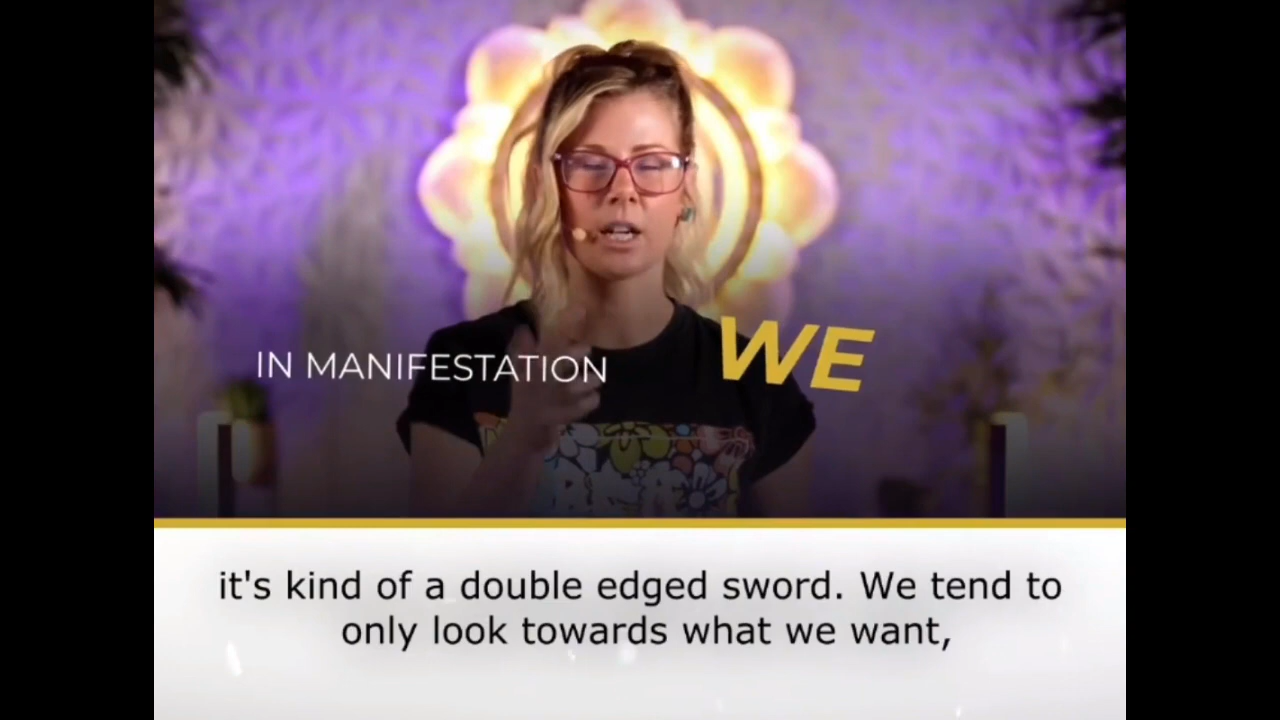 IN MANIFESTATION WE
it's kind of a double edged sword. We tend to
only look towards what we want,